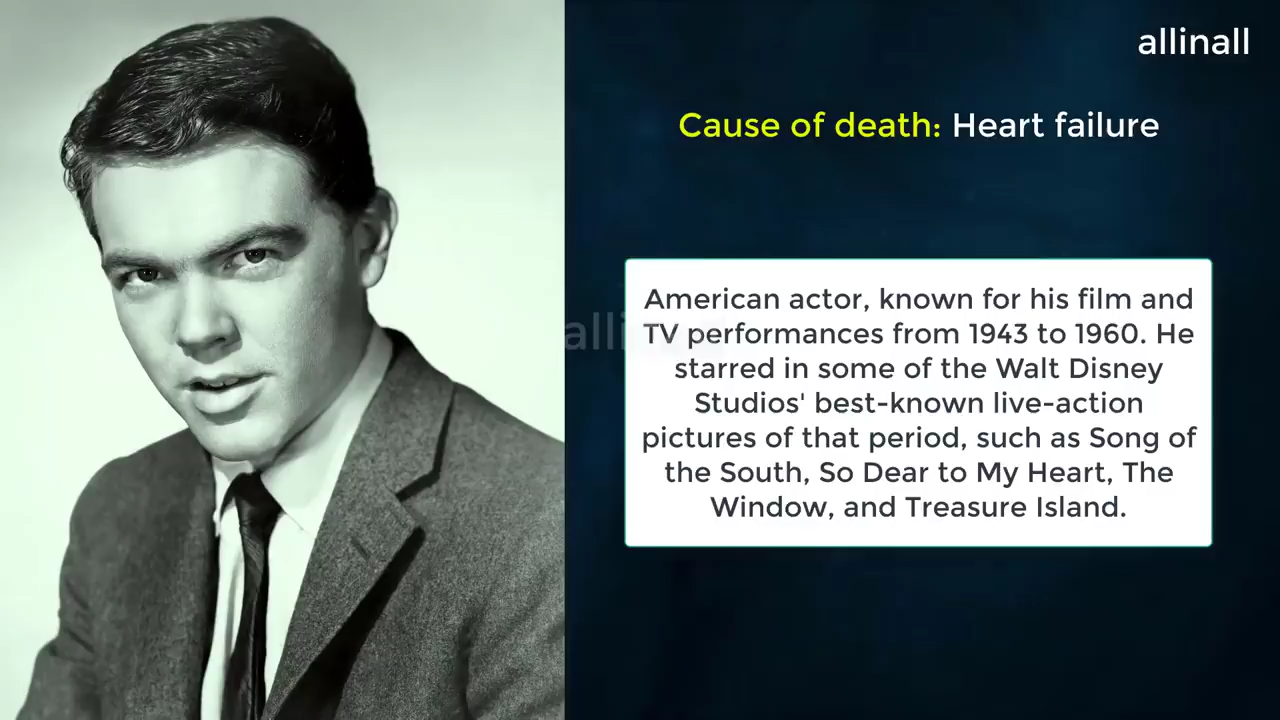 allinall
Cause of death: Heart failure
American actor, known for his film and
TV performances from 1943 to 1960. He
starred in some of the Walt Disney
Studios' best-known live-action
pictures of that period, such as Song of
the South, So Dear to My Heart, The
Window, and Treasure Island.